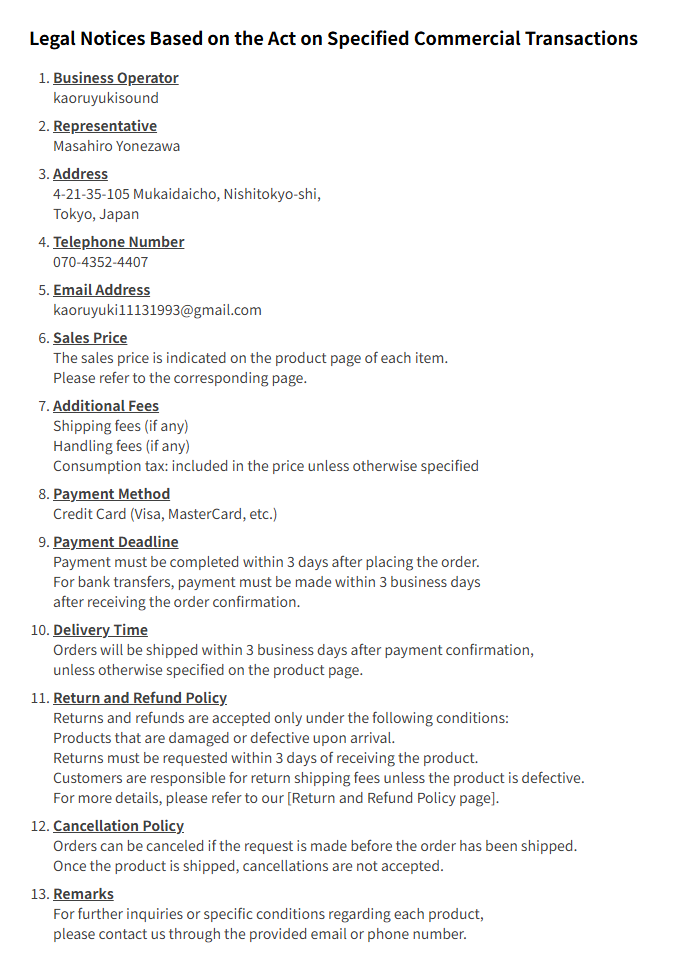 Legal Notices Based on the Act on Specified Commercial Transactions
1. Business Operator
kaoruyukisound
2. Representative
Masahiro Yonezawa
3. Address
4-21-35-105 Mukaidaicho, Nishitokyo-shi,
Tokyo, Japan
4. Telephone Number
070-4352-4407
5. Email Address
kaoruyuki11131993@gmail.com
6. Sales Price
The sales price is indicated on the product page of each item.
Please refer to the corresponding page.
7. Additional Fees
Shipping fees (if any)
Handling fees (if any)
Consumption tax: included in the price unless otherwise specified
8. Payment Method
Credit Card (Visa, MasterCard, etc.)
9. Payment Deadline
Payment must be completed within 3 days after placing the order.
For bank transfers, payment must be made within 3 business days
after receiving the order confirmation.
10. Delivery Time
Orders will be shipped within 3 business days after payment confirmation,
unless otherwise specified on the product page.
11. Return and Refund Policy
Returns and refunds are accepted only under the following conditions:
Products that are damaged or defective upon arrival.
Returns must be requested within 3 days of receiving the product.
Customers are responsible for return shipping fees unless the product is defective.
For more details, please refer to our [Return and Refund Policy page].
12. Cancellation Policy
Orders can be canceled if the request is made before the order has been shipped.
Once the product is shipped, cancellations are not accepted.
13. Remarks
For further inquiries or specific conditions regarding each product,
please contact us through the provided email or phone number.